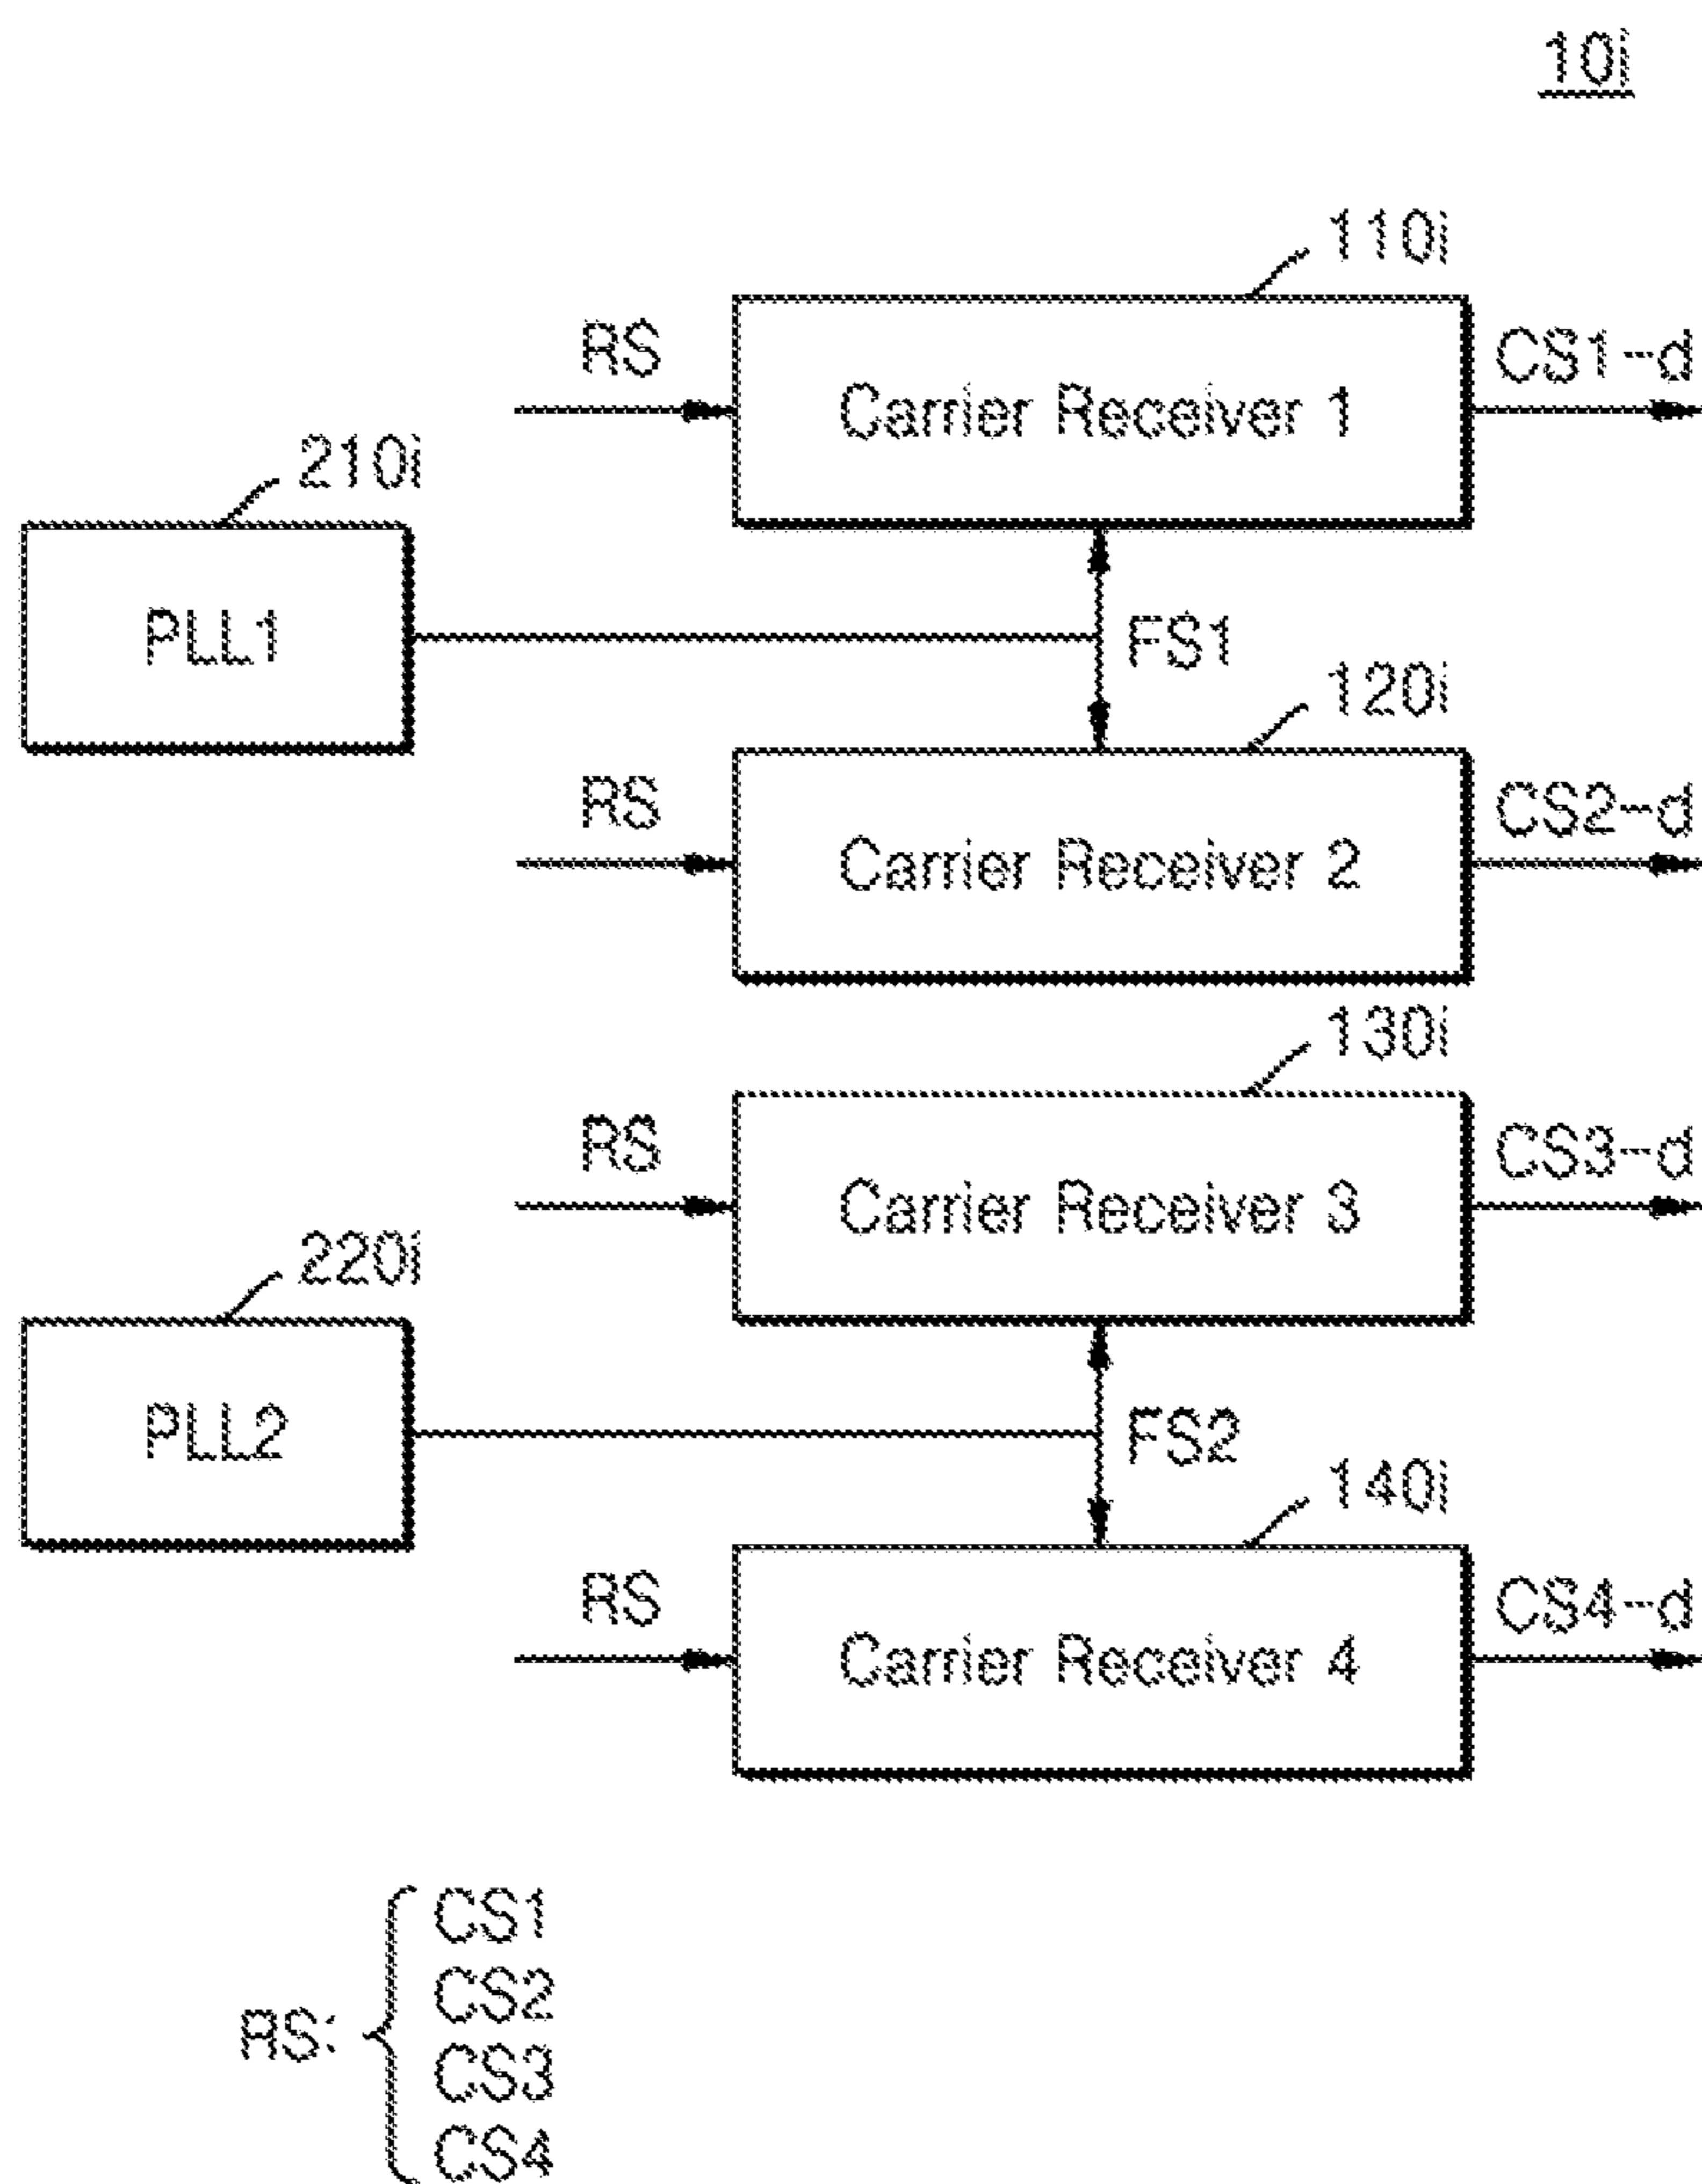 10i
110i
RS
Carrier Receiver 1
CS1-d
210i
PLL1
FS1
120i
RS
Carrier Receiver 2
CS2-d
130i
RS
Carrier Receiver 3
CS3-d
220i
PLL2
FS2
140i
RS
Carrier Receiver 4
CS4-d
RS:
CS1
CS2
CS3
CS4